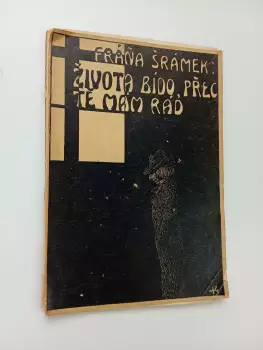 FRÁŇA ŠRÁMEK:
ŽIVOTA BÍDO, PŘEC
TĚ MÁM RÁD